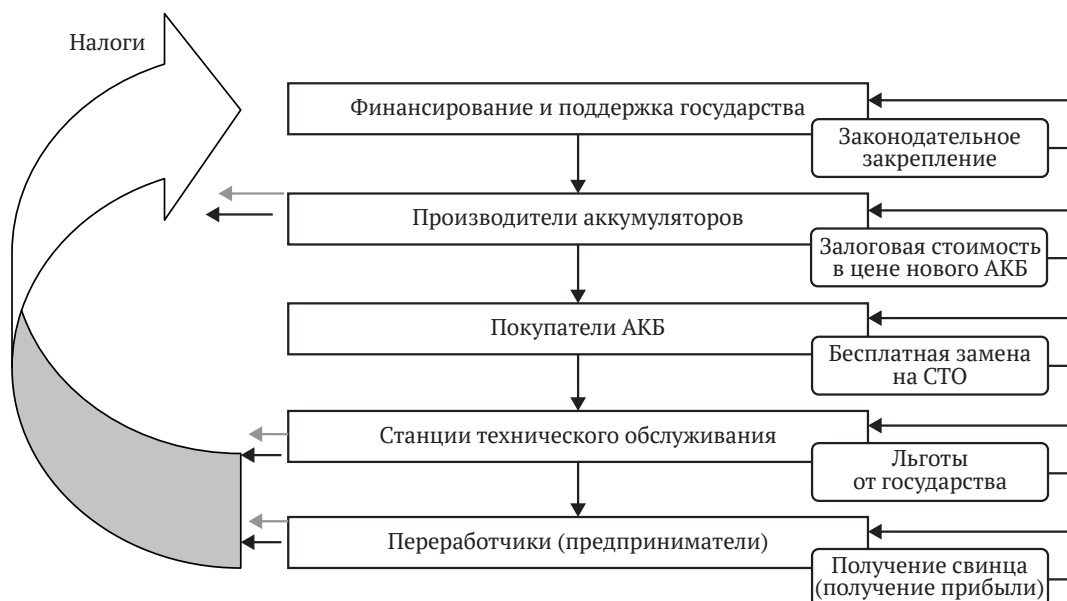 Налоги
Финансирование и поддержка государства
Законодательное
закрепление
Производители аккумуляторов
Залоговая стоимость
в цене нового АКБ
Покупатели АКБ
Бесплатная замена
на СТО
Станции технического обслуживания
Льготы
от государства
Переработчики (предприниматели)
Получение свинца
(получение прибыли)